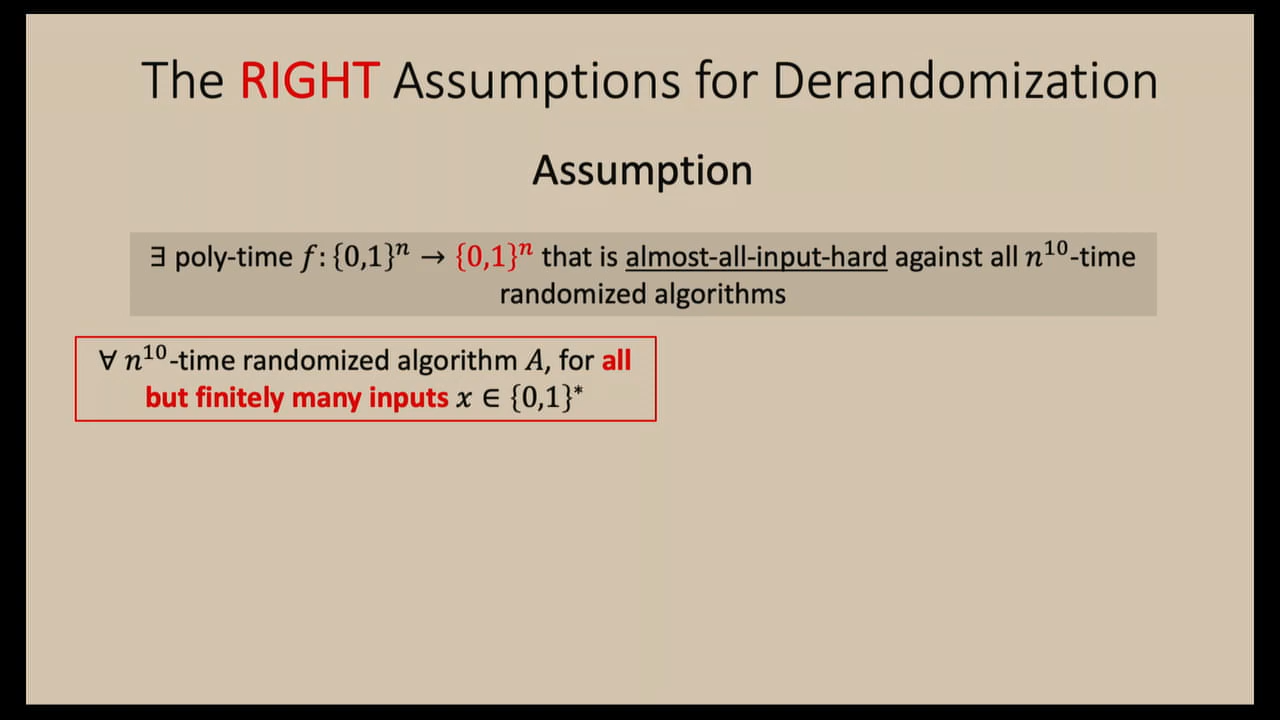 The RIGHT Assumptions for Derandomization
Assumption
∃ poly-time f: {0,1}ⁿ → {0,1}ⁿ that is almost-all-input-hard against all n¹⁰-time
randomized algorithms
∀ n¹⁰-time randomized algorithm A, for all
but finitely many inputs x ∈ {0,1}*